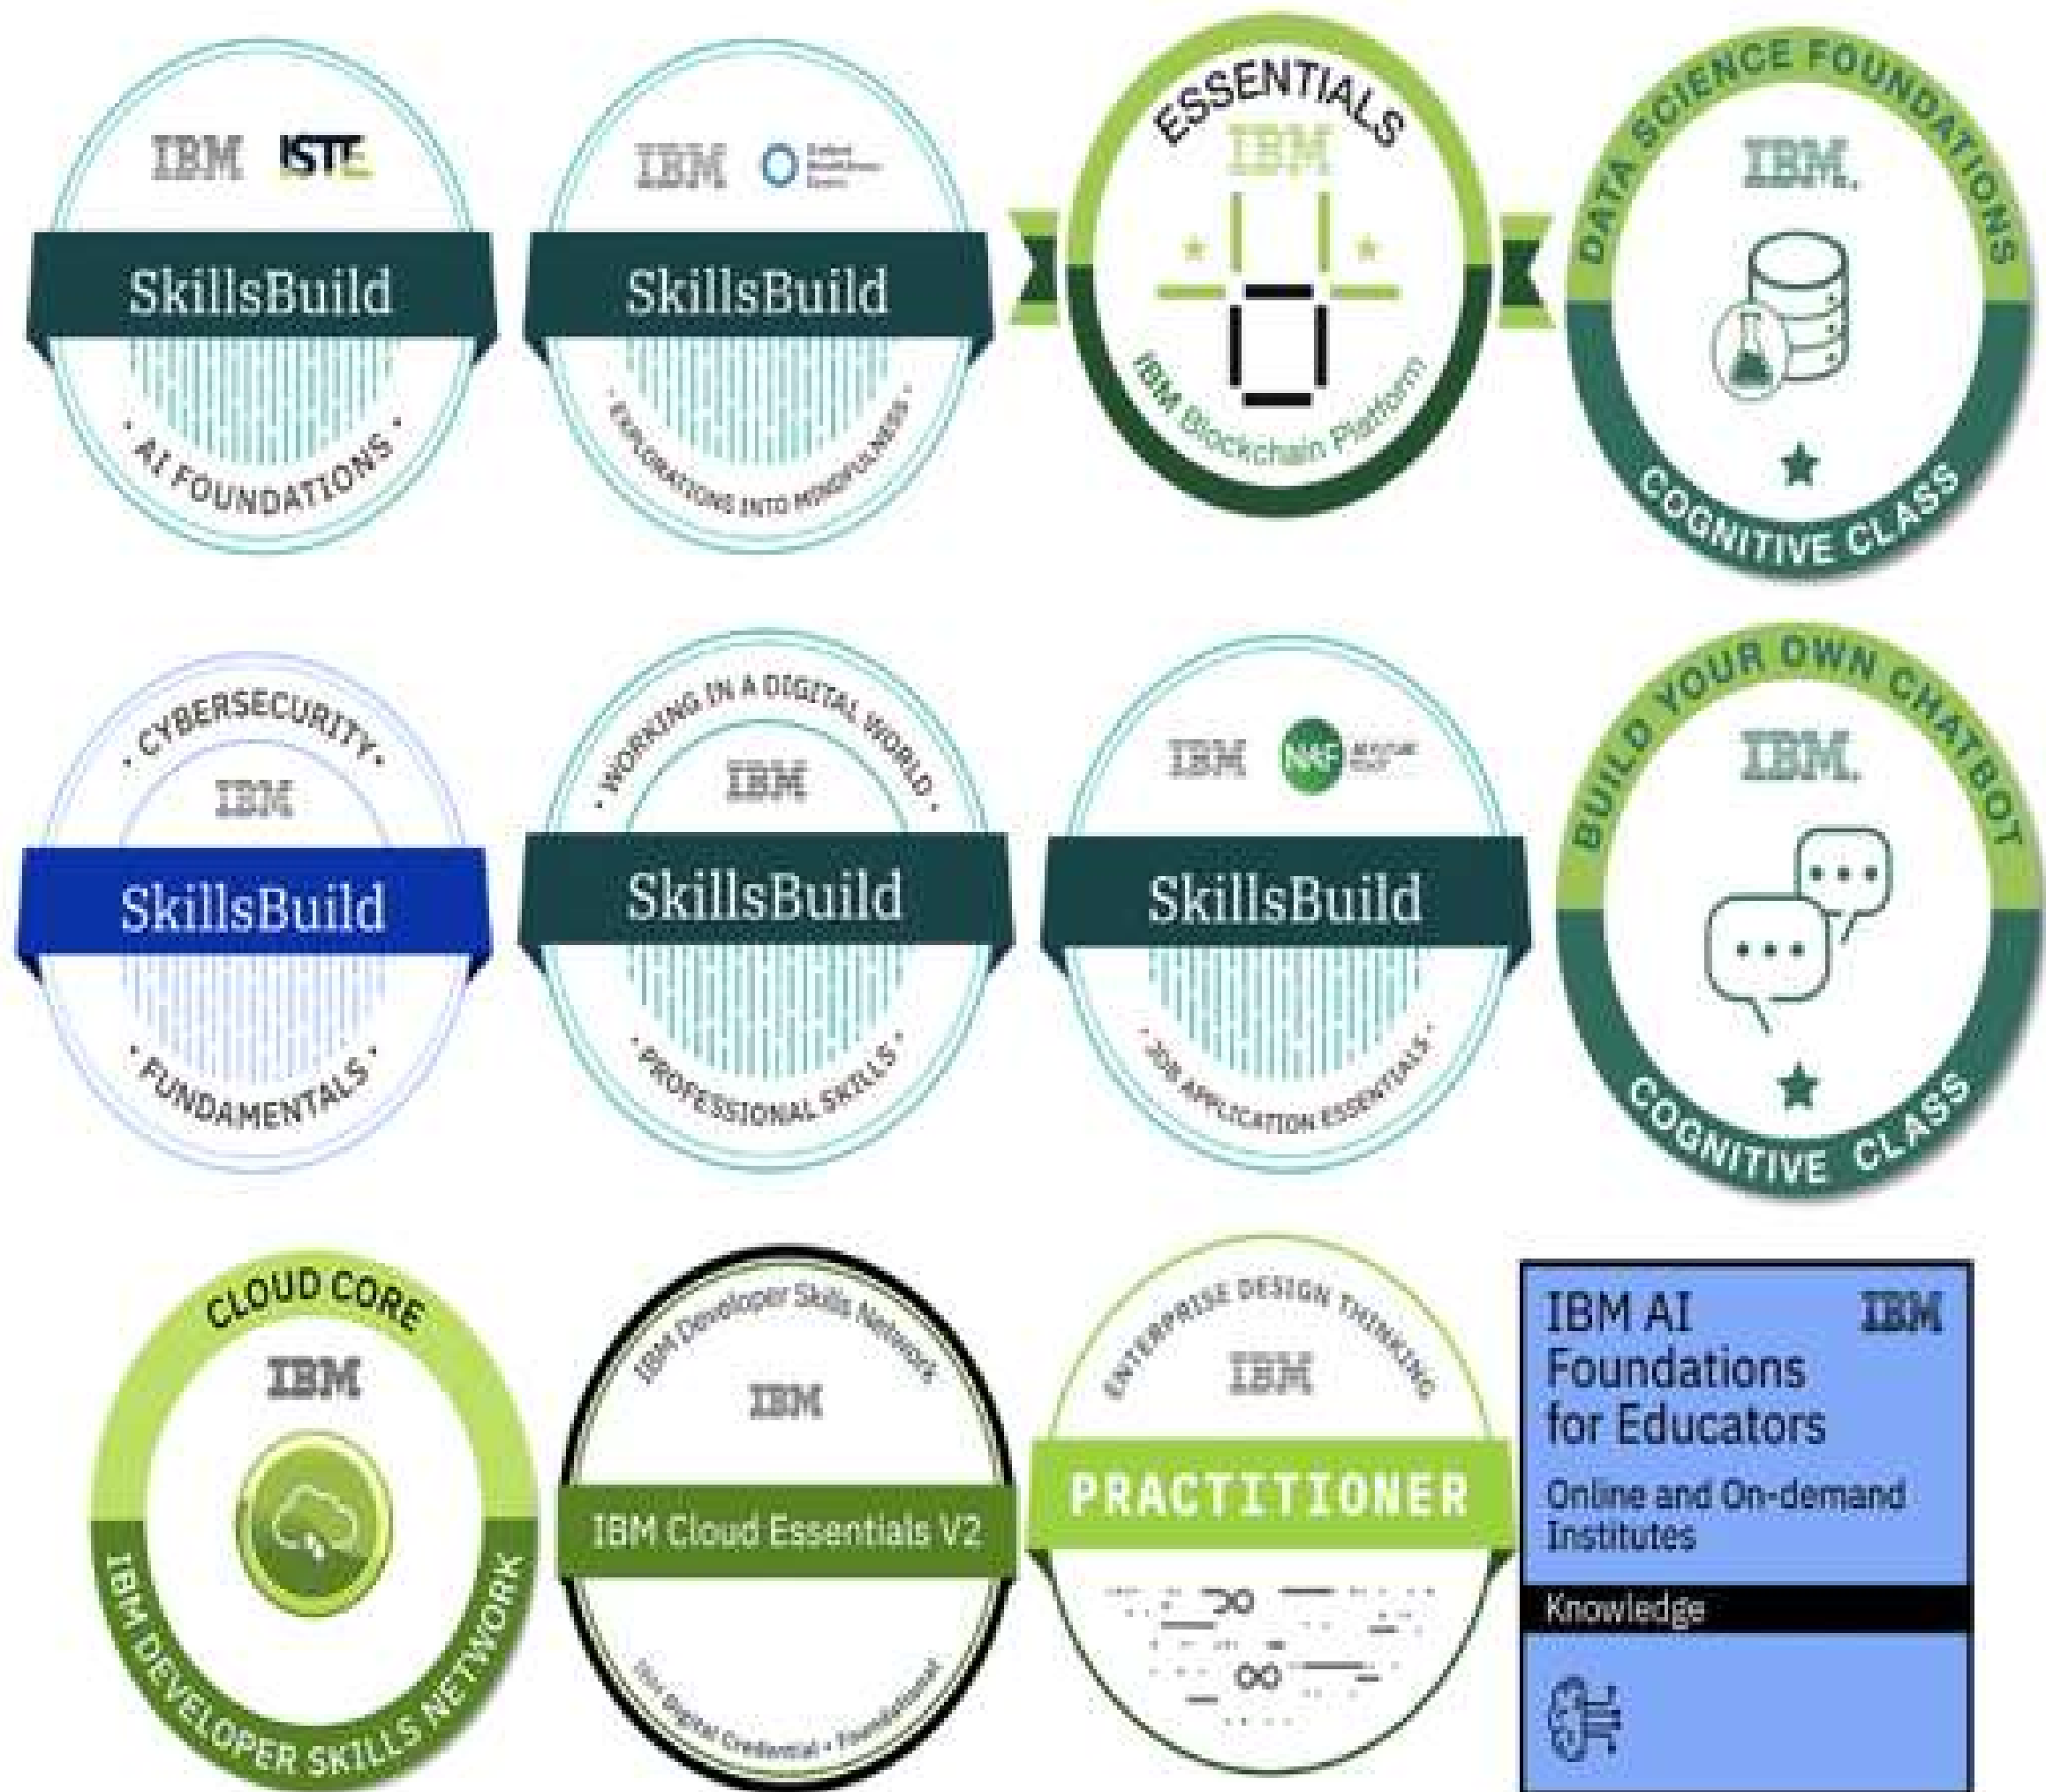 IBM ISTE
SkillsBuild
• AI FOUNDATIONS •
IBM
SkillsBuild
• EXPLORATIONS INTO MINDFULNESS •
ESSENTIALS
IBM
IBM Blockchain Platform
DATA SCIENCE FOUNDATIONS
IBM.
COGNITIVE CLASS
• CYBERSECURITY •
IBM
SkillsBuild
• FUNDAMENTALS •
• WORKING IN A DIGITAL WORLD •
IBM
SkillsBuild
• PROFESSIONAL SKILLS •
IBM NAF
SkillsBuild
• JOB APPLICATION ESSENTIALS •
BUILD YOUR OWN CHATBOT
IBM.
COGNITIVE CLASS
CLOUD CORE
IBM
IBM DEVELOPER SKILLS NETWORK
IBM Developer Skills Network
IBM
IBM Cloud Essentials V2
Digital Credential • Foundational
ENTERPRISE DESIGN THINKING
IBM
PRACTITIONER
IBM AI IBM
Foundations
for Educators
Online and On-demand
Institutes
Knowledge